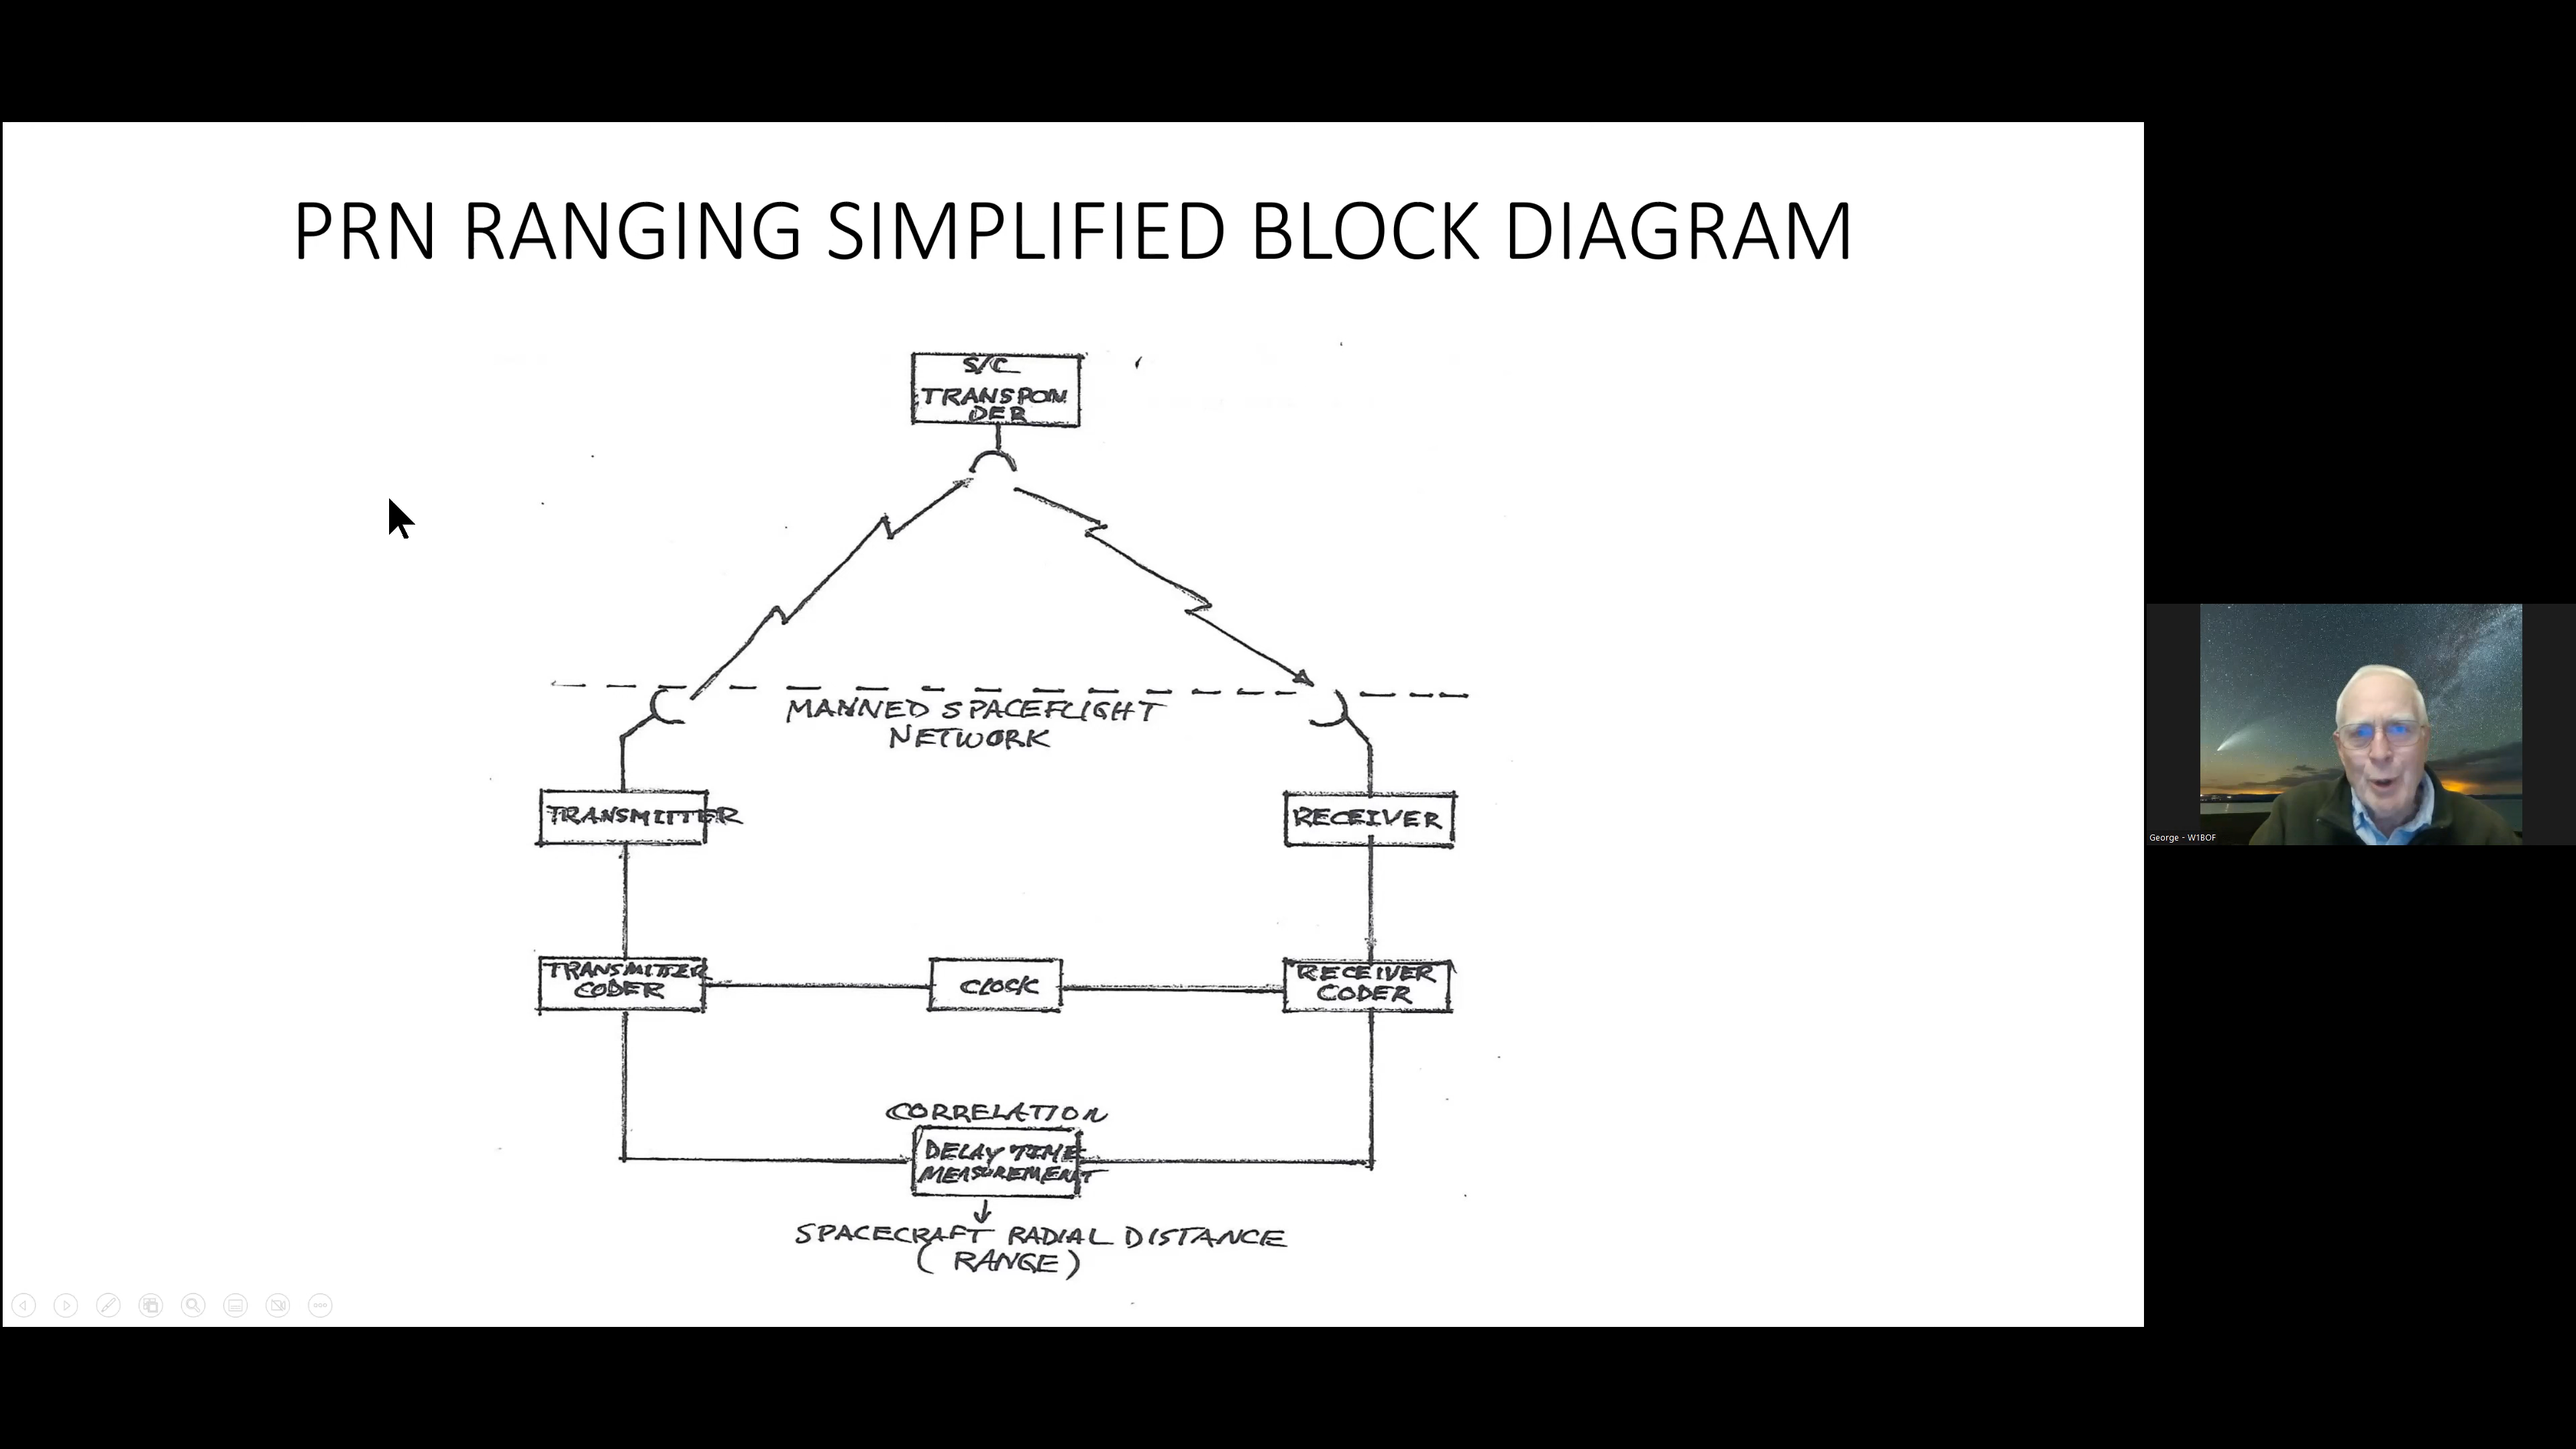 PRN RANGING SIMPLIFIED BLOCK DIAGRAM
S/C
TRANSPON
DER
MANNED SPACEFLIGHT
NETWORK
TRANSMITTER
RECEIVER
TRANSMITTER
CODER
CLOCK
RECEIVER
CODER
CORRELATION
DELAY TIME
MEASUREMENT
SPACECRAFT RADIAL DISTANCE
(RANGE)
George - W1BOF